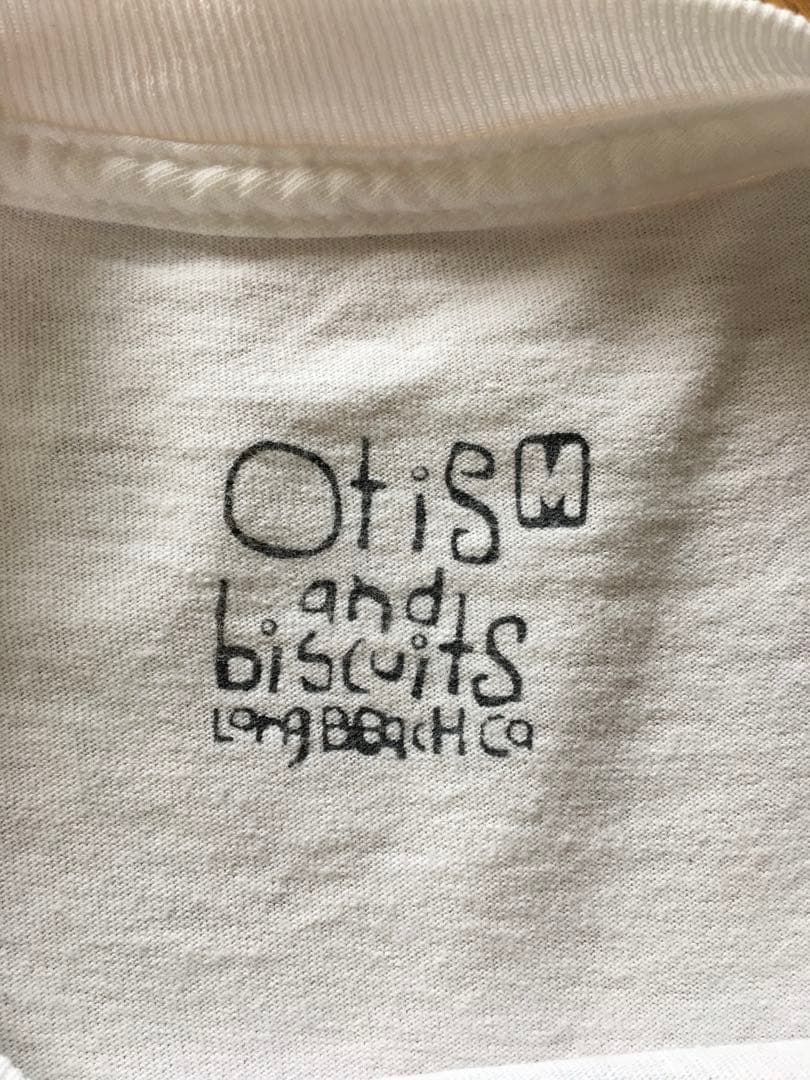 Otis M
and
biscuits
Long BEacH Ca